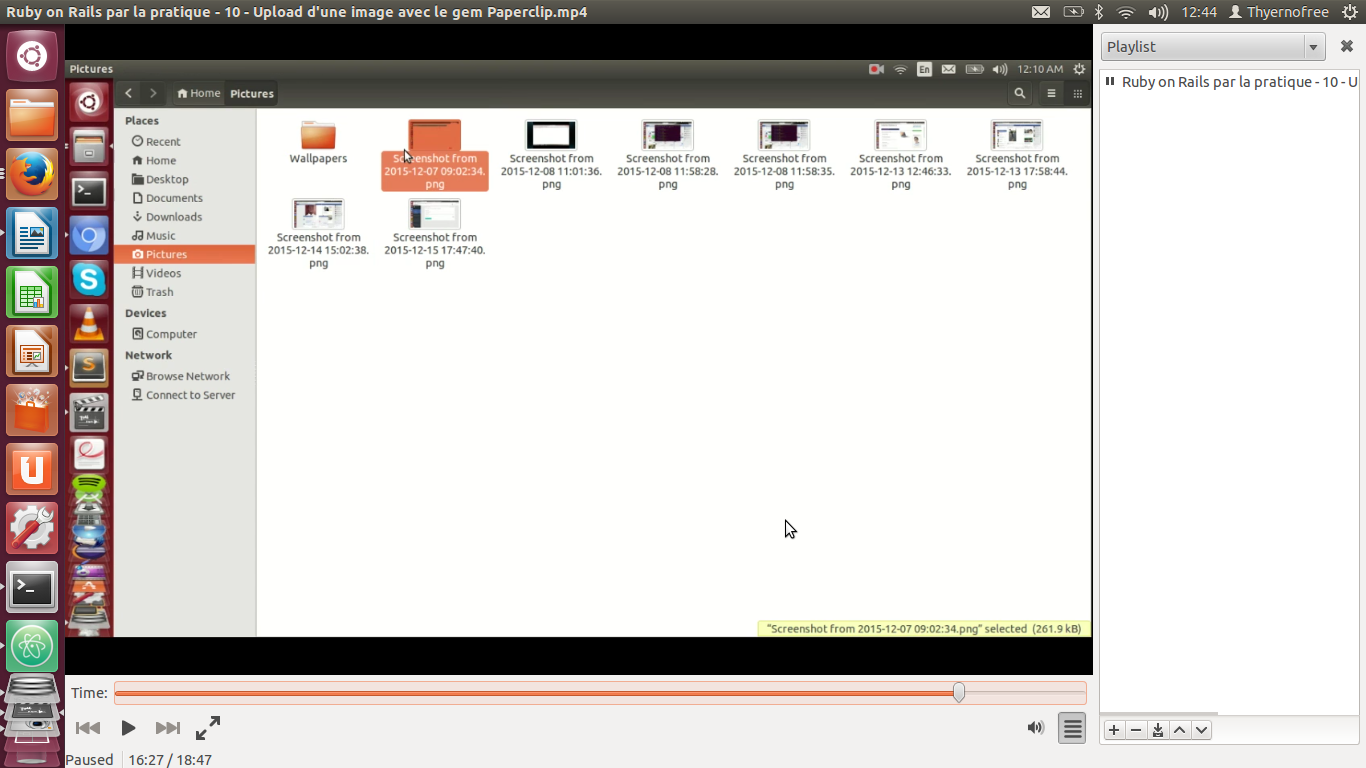 Ruby on Rails par la pratique - 10 - Upload d'une image avec le gem Paperclip.mp4
12:44 Thyernofree
Pictures
En 12:10 AM
Home Pictures
Places
Recent
Home
Desktop
Documents
Downloads
Music
Pictures
Videos
Trash
Devices
Computer
Network
Browse Network
Connect to Server
Wallpapers
Screenshot from
2015-12-07 09:02:34.
png
Screenshot from
2015-12-08 11:01:36.
png
Screenshot from
2015-12-08 11:58:28.
png
Screenshot from
2015-12-08 11:58:35.
png
Screenshot from
2015-12-13 12:46:33.
png
Screenshot from
2015-12-13 17:58:44.
png
Screenshot from
2015-12-14 15:02:38.
png
Screenshot from
2015-12-15 17:47:40.
png
"Screenshot from 2015-12-07 09:02:34.png" selected (261.9 kB)
Playlist
Ruby on Rails par la pratique - 10 - U
Time:
Paused 16:27 / 18:47